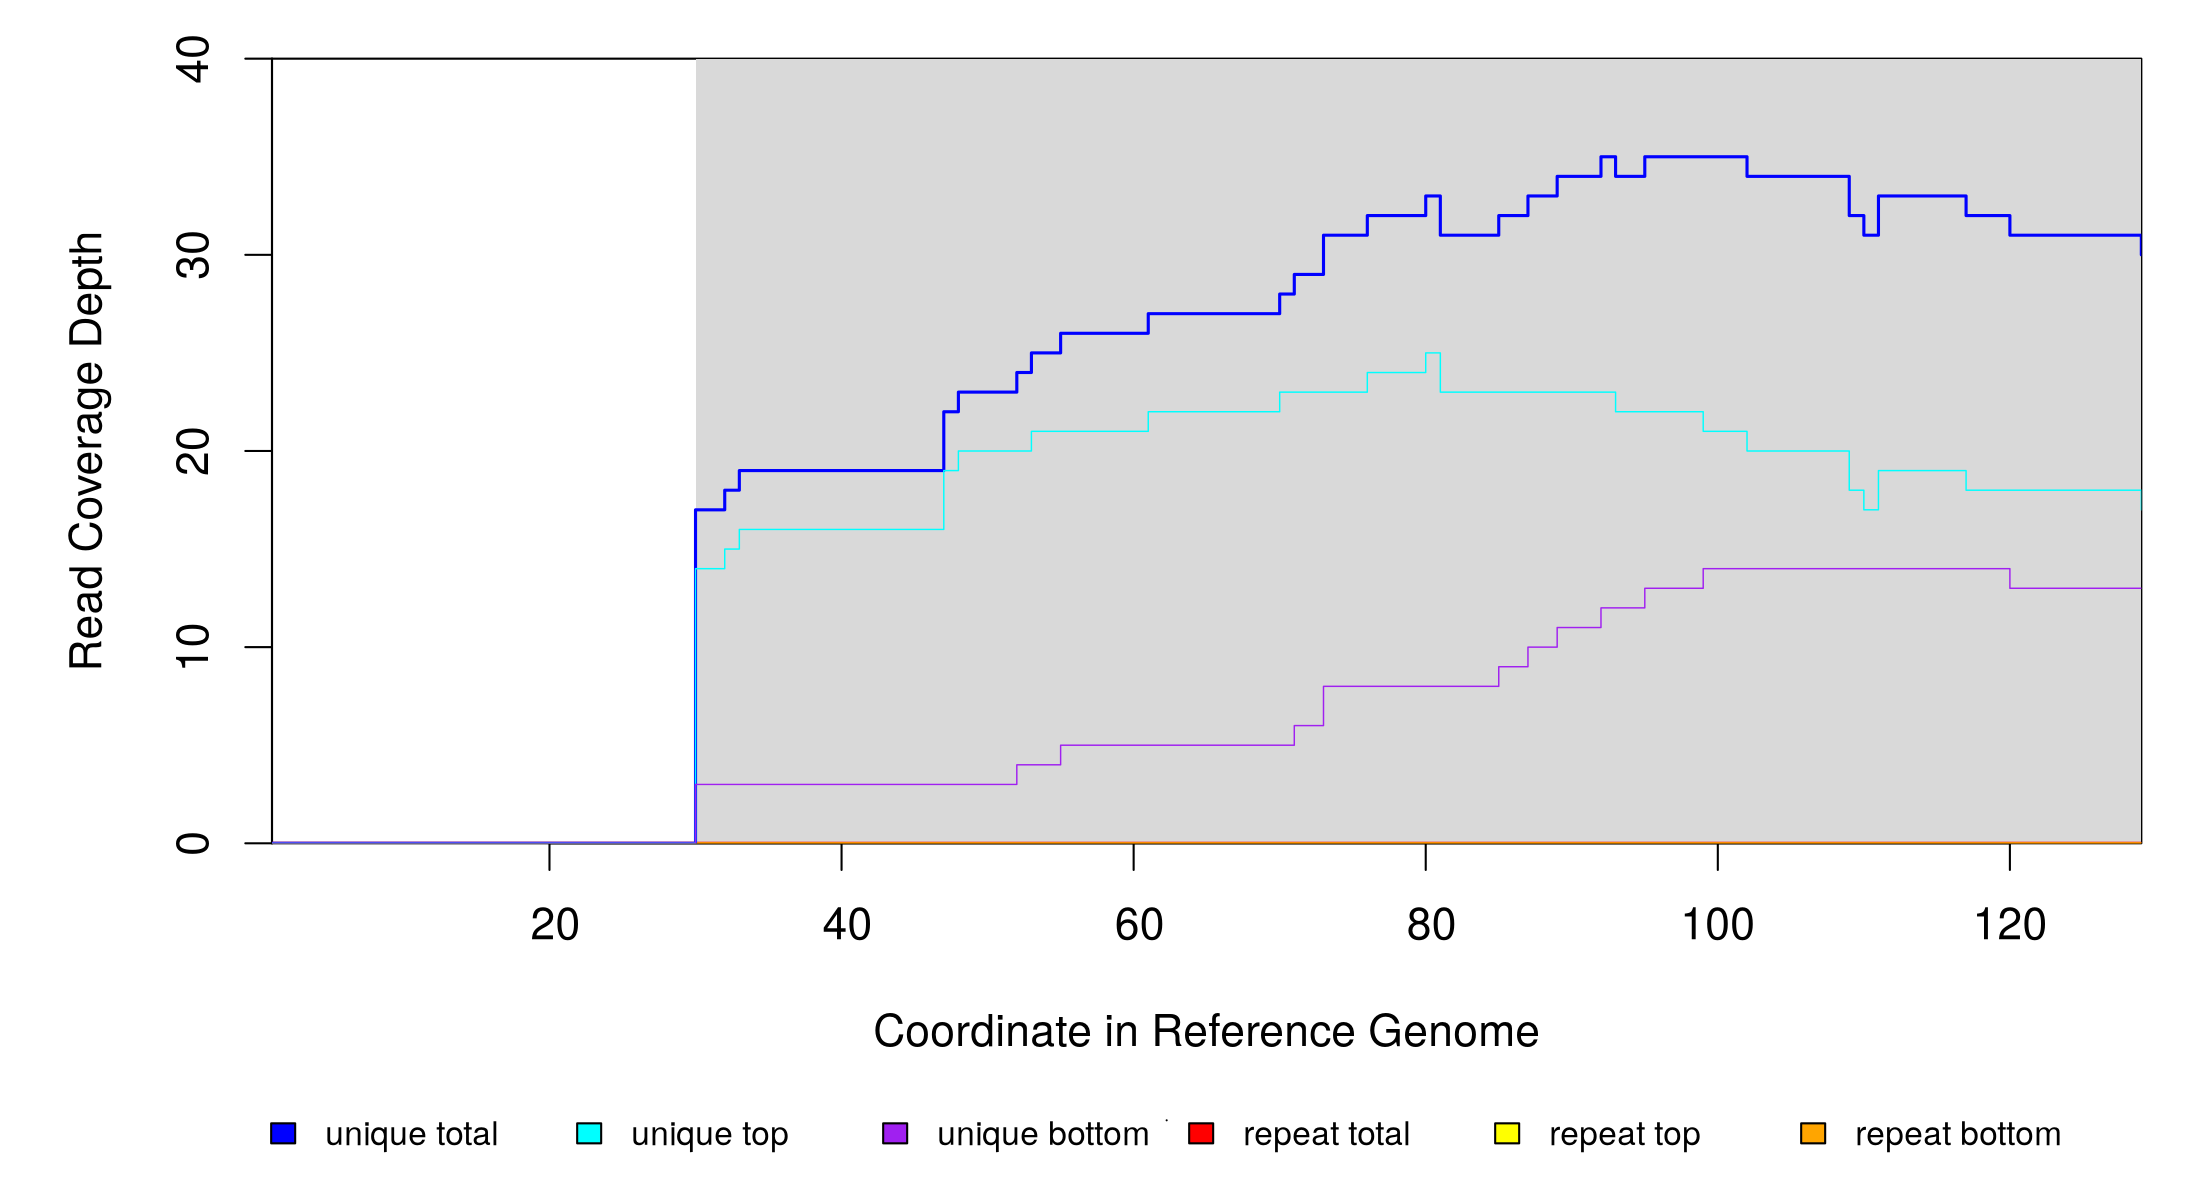 40
30
20
10
0
Read Coverage Depth
20 40 60 80 100 120
Coordinate in Reference Genome
unique total unique top unique bottom repeat total repeat top repeat bottom